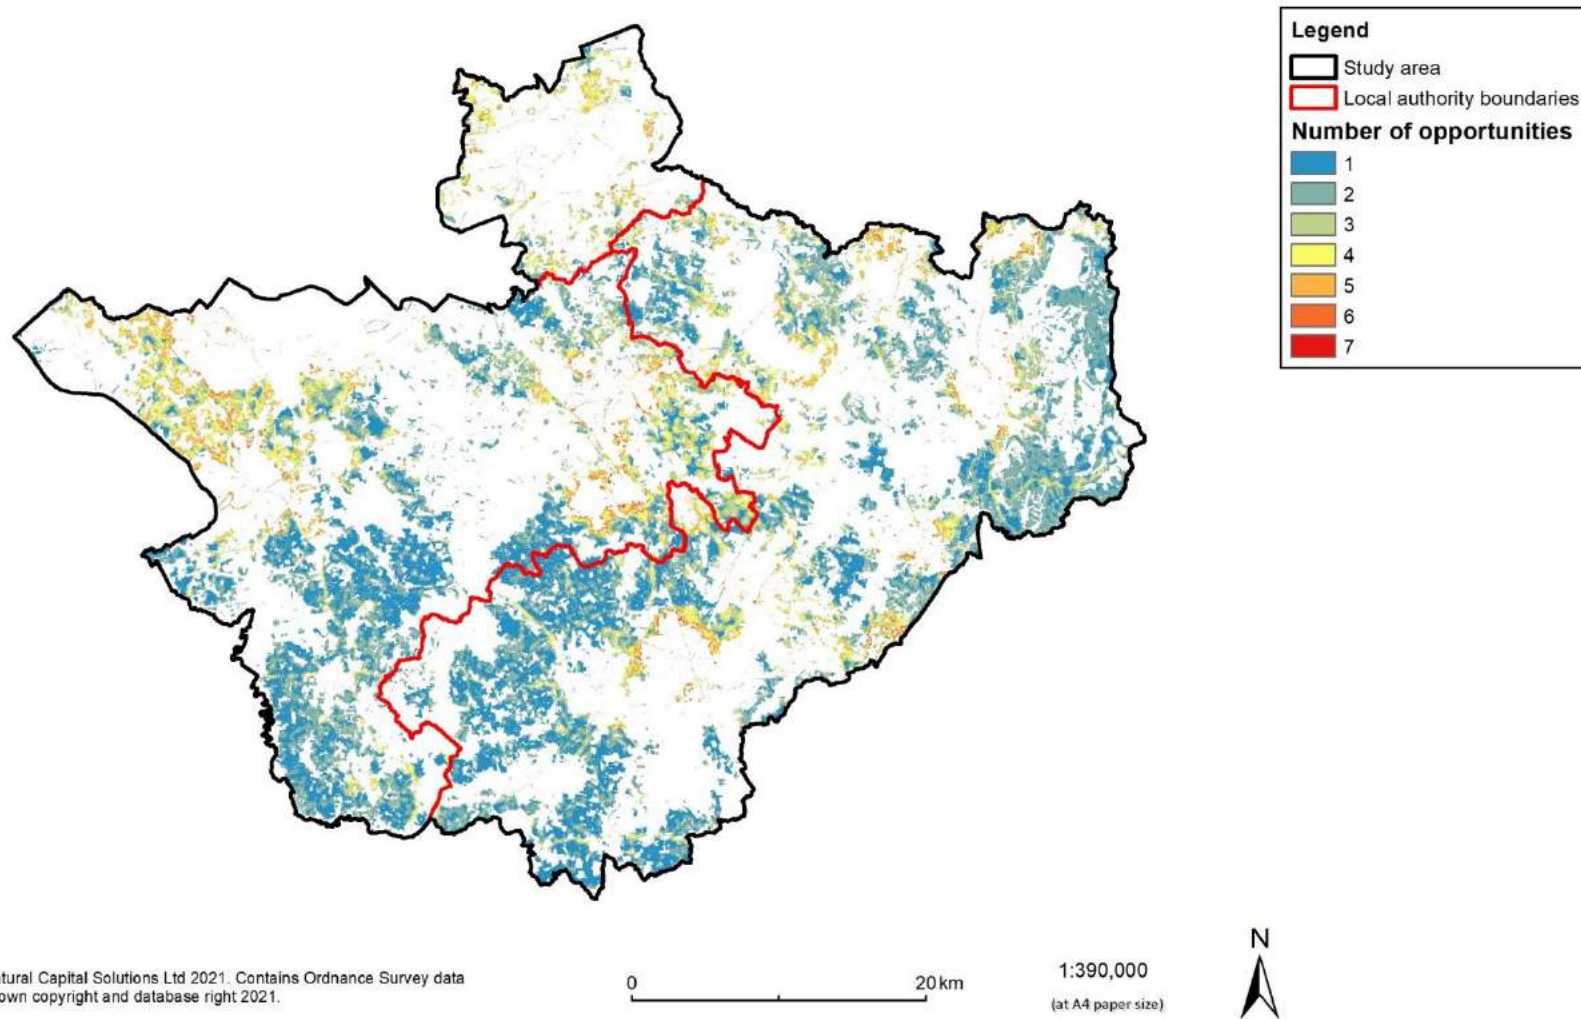 Legend
Study area
Local authority boundaries
Number of opportunities
1
2
3
4
5
6
7
tural Capital Solutions Ltd 2021. Contains Ordnance Survey data
own copyright and database right 2021.
0 20 km
1:390,000
(at A4 paper size)
N